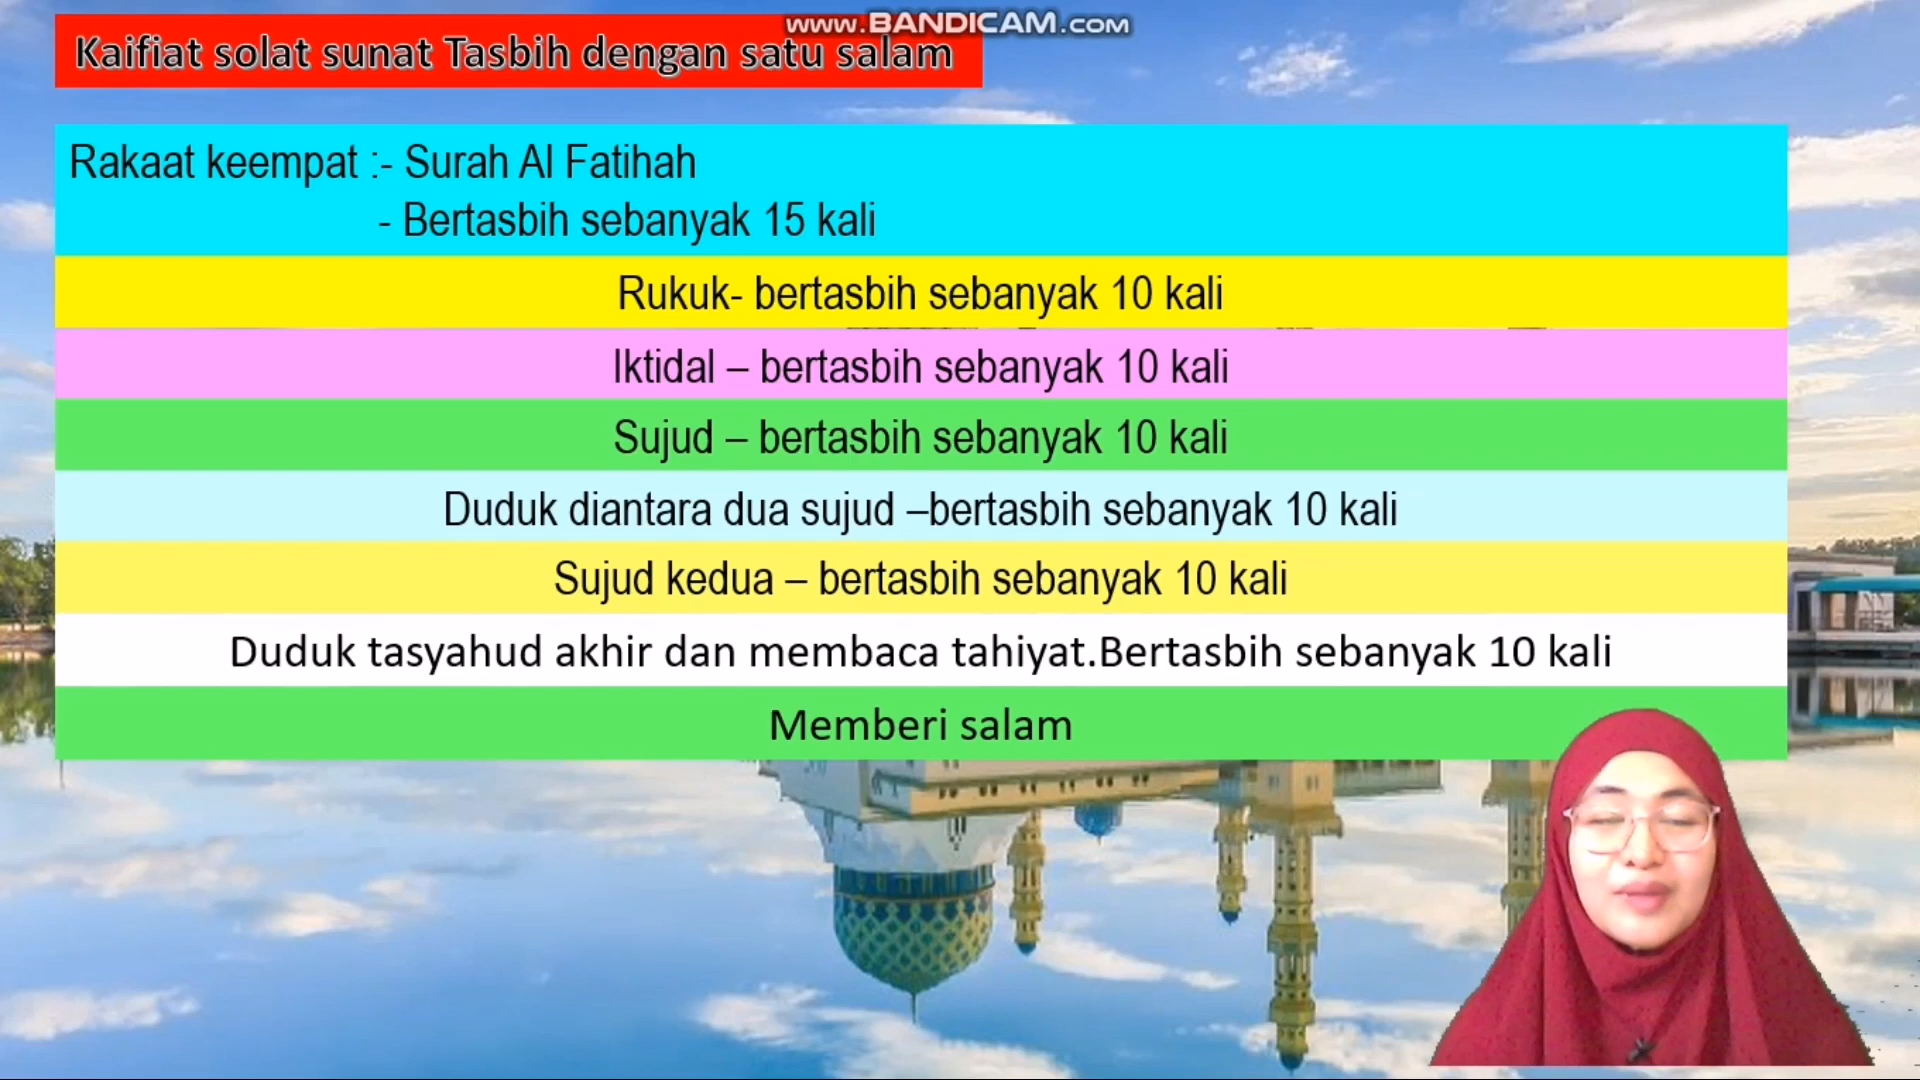 www.BANDICAM.com
Kaifiat solat sunat Tasbih dengan satu salam
Rakaat keempat :- Surah Al Fatihah
- Bertasbih sebanyak 15 kali
Rukuk- bertasbih sebanyak 10 kali
Iktidal – bertasbih sebanyak 10 kali
Sujud – bertasbih sebanyak 10 kali
Duduk diantara dua sujud –bertasbih sebanyak 10 kali
Sujud kedua – bertasbih sebanyak 10 kali
Duduk tasyahud akhir dan membaca tahiyat.Bertasbih sebanyak 10 kali
Memberi salam